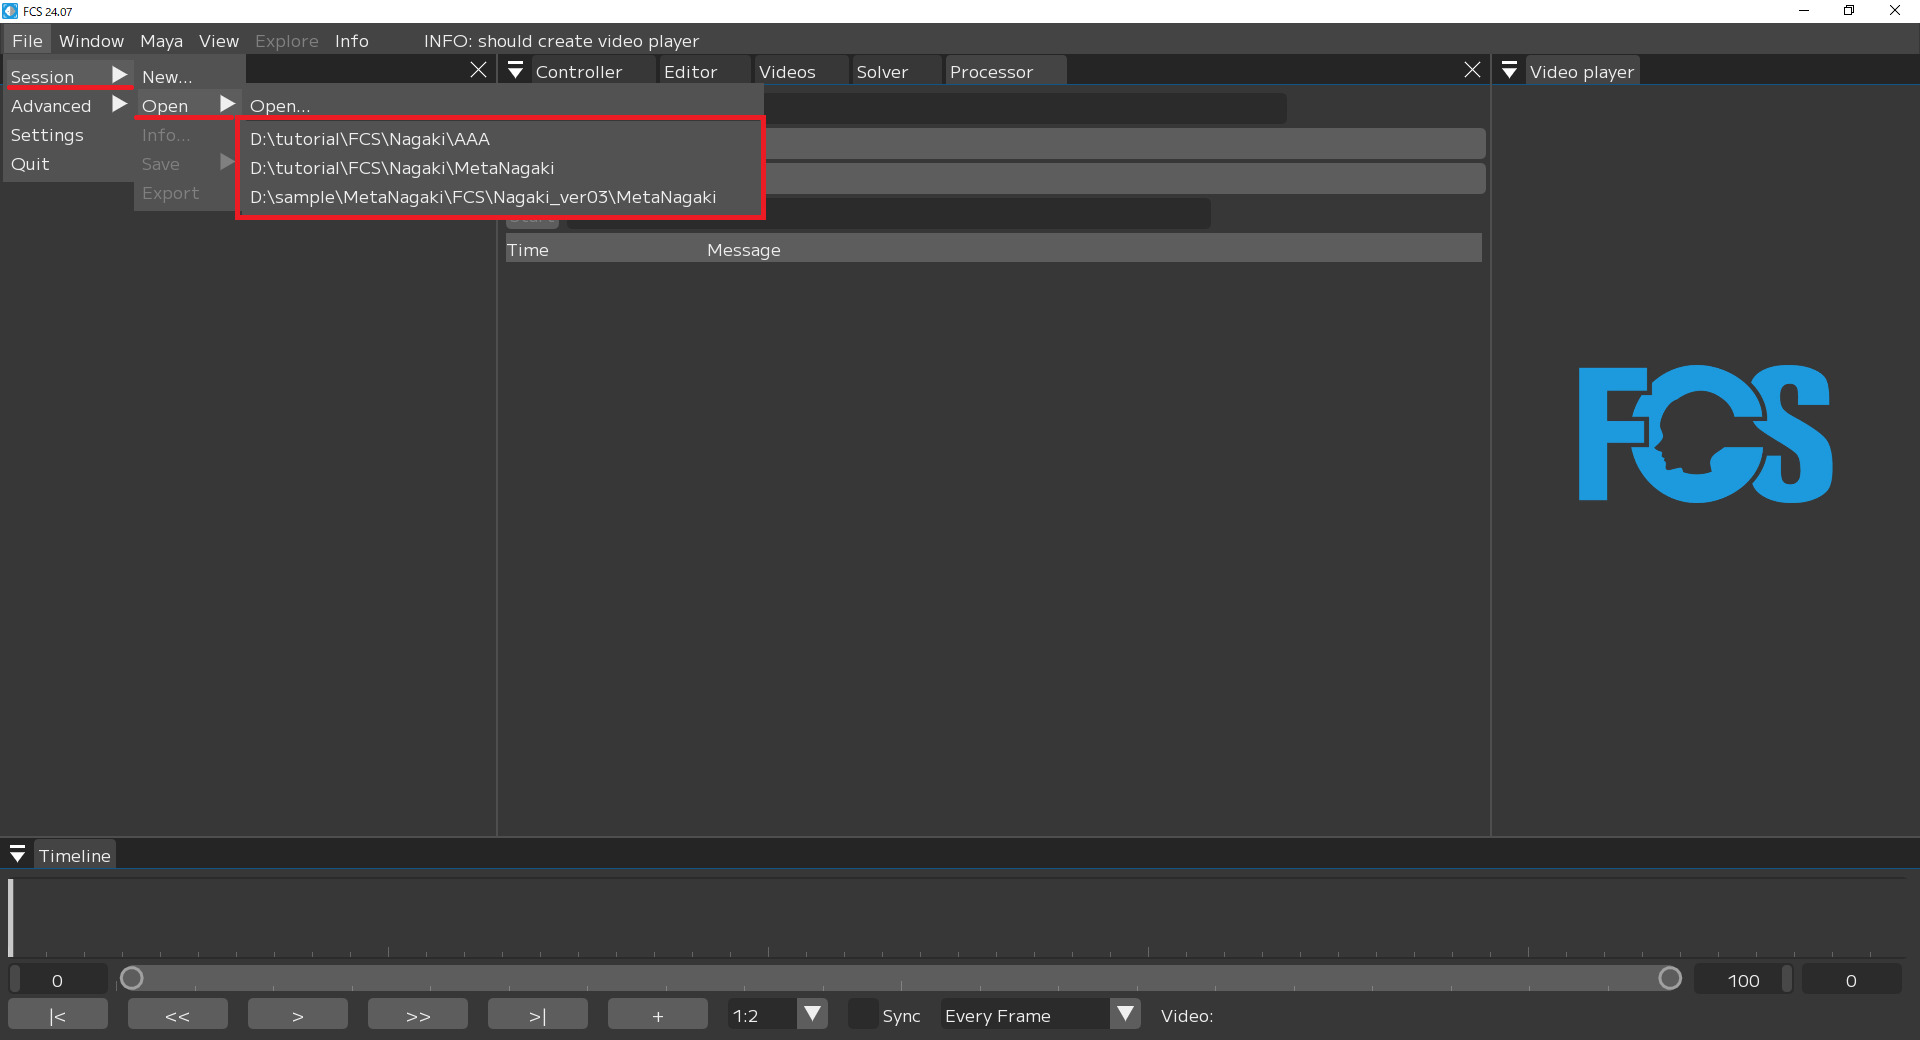 FCS 24.07
File Window Maya View Explore Info INFO: should create video player
Session
Advanced
Settings
Quit
New...
Open
Info...
Save
Export
Open...
D:\tutorial\FCS\Nagaki\AAA
D:\tutorial\FCS\Nagaki\MetaNagaki
D:\sample\MetaNagaki\FCS\Nagaki_ver03\MetaNagaki
Controller Editor Videos Solver Processor
Time Message
Video player
FCS
Timeline
0 100 0
|< << > >> >| + 1:2 Sync Every Frame Video: